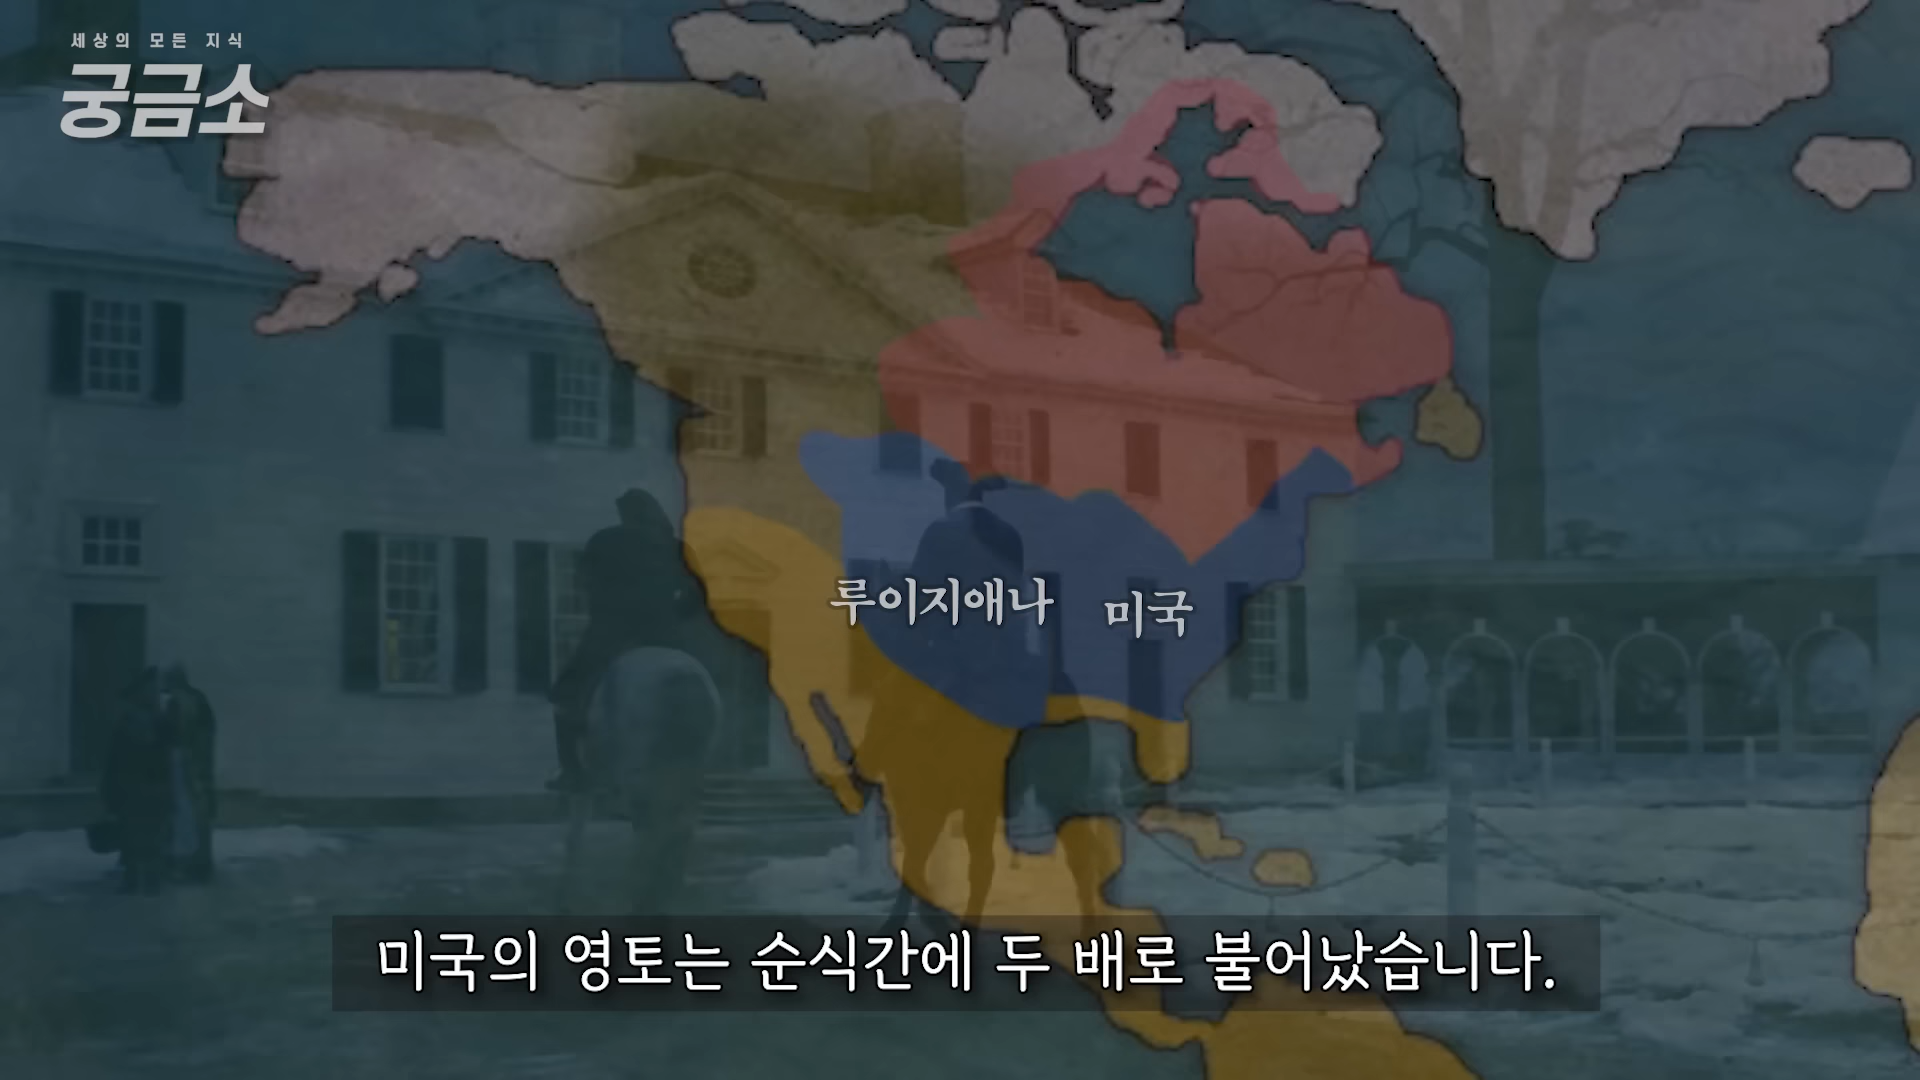 세상의 모든 지식
궁금소
루이지애나
미국
미국의 영토는 순식간에 두 배로 불어났습니다.